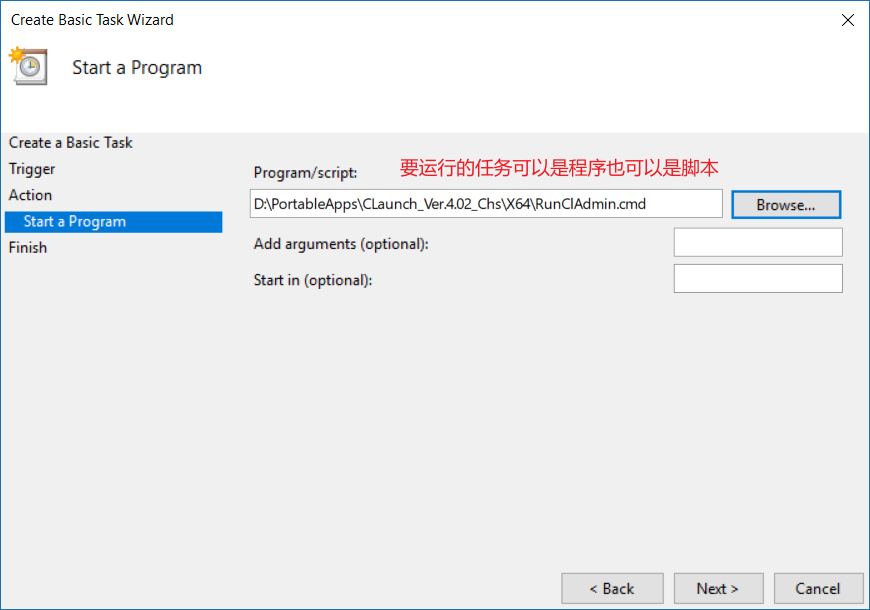 Create Basic Task Wizard
Start a Program
Create a Basic Task
Trigger
Action
Start a Program
Finish
Program/script:
要运行的任务可以是程序也可以是脚本
D:\PortableApps\CLaunch_Ver.4.02_Chs\X64\RunClAdmin.cmd
Browse...
Add arguments (optional):
Start in (optional):
< Back
Next >
Cancel